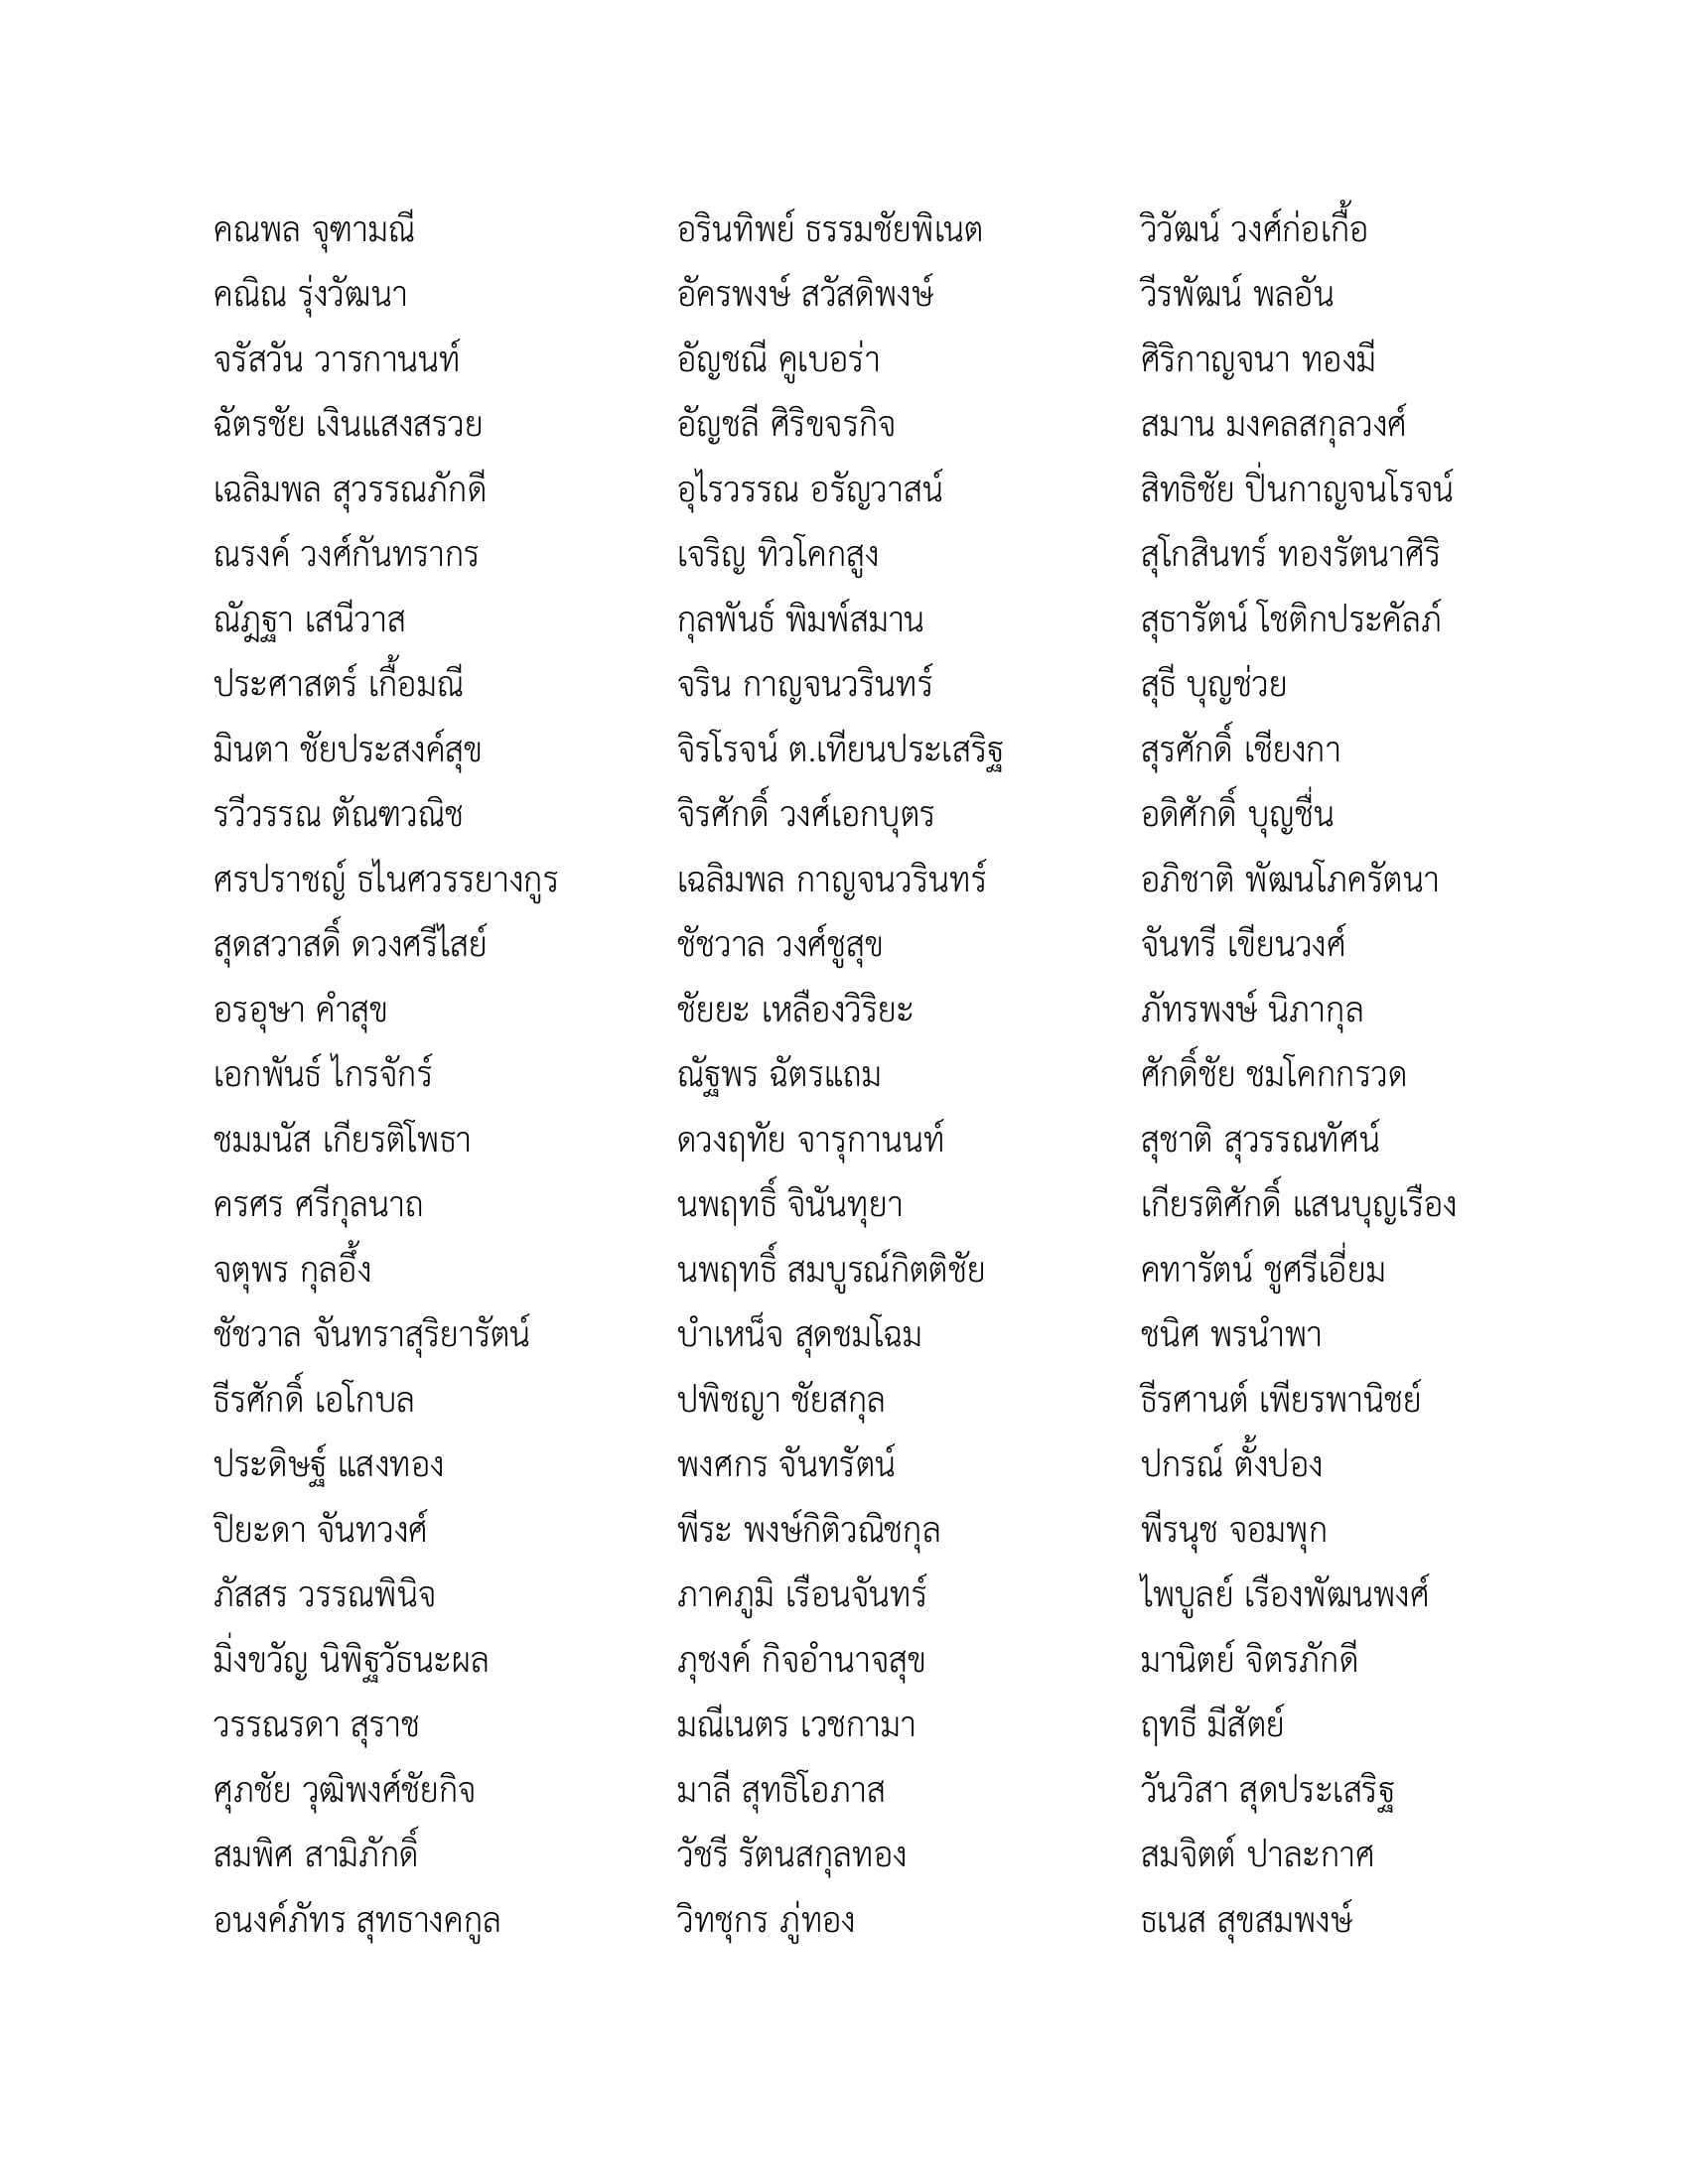 คณพล จุฑามณี
คณิณ รุ่งวัฒนา
จรัสวัน วารกานนท์
ฉัตรชัย เงินแสงสรวย
เฉลิมพล สุวรรณภักดี
ณรงค์ วงศ์กันทรากร
ณัฎฐา เสนีวาส
ประศาสตร์ เกื้อมณี
มินตา ชัยประสงค์สุข
รวีวรรณ ตัณฑวณิช
ศรปราชญ์ ธไนศวรรยางกูร
สุดสวาสดิ์ ดวงศรีไสย์
อรอุษา คำสุข
เอกพันธ์ ไกรจักร์
ชมมนัส เกียรติโพธา
ครศร ศรีกุลนาถ
จตุพร กุลอึ้ง
ชัชวาล จันทราสุริยารัตน์
ธีรศักดิ์ เอโกบล
ประดิษฐ์ แสงทอง
ปิยะดา จันทวงศ์
ภัสสร วรรณพินิจ
มิ่งขวัญ นิพิฐวัธนะผล
วรรณรดา สุราช
ศุภชัย วุฒิพงศ์ชัยกิจ
สมพิศ สามิภักดิ์
อนงค์ภัทร สุทธางคกูล
อรินทิพย์ ธรรมชัยพิเนต
อัครพงษ์ สวัสดิพงษ์
อัญชณี คูเบอร่า
อัญชลี ศิริขจรกิจ
อุไรวรรณ อรัญวาสน์
เจริญ ทิวโคกสูง
กุลพันธ์ พิมพ์สมาน
จริน กาญจนวรินทร์
จิรโรจน์ ต.เทียนประเสริฐ
จิรศักดิ์ วงศ์เอกบุตร
เฉลิมพล กาญจนวรินทร์
ชัชวาล วงศ์ชูสุข
ชัยยะ เหลืองวิริยะ
ณัฐพร ฉัตรแถม
ดวงฤทัย จารุกานนท์
นพฤทธิ์ จินันทุยา
นพฤทธิ์ สมบูรณ์กิตติชัย
บำเหน็จ สุดชมโฉม
ปพิชญา ชัยสกุล
พงศกร จันทรัตน์
พีระ พงษ์กิติวณิชกุล
ภาคภูมิ เรือนจันทร์
ภุชงค์ กิจอำนาจสุข
มณีเนตร เวชกามา
มาลี สุทธิโอภาส
วัชรี รัตนสกุลทอง
วิทชุกร ภู่ทอง
วิวัฒน์ วงศ์ก่อเกื้อ
วีรพัฒน์ พลอัน
ศิริกาญจนา ทองมี
สมาน มงคลสกุลวงศ์
สิทธิชัย ปิ่นกาญจนโรจน์
สุโกสินทร์ ทองรัตนาศิริ
สุธารัตน์ โชติกประคัลภ์
สุธี บุญช่วย
สุรศักดิ์ เชียงกา
อดิศักดิ์ บุญชื่น
อภิชาติ พัฒนโภครัตนา
จันทรี เขียนวงศ์
ภัทรพงษ์ นิภากุล
ศักดิ์ชัย ชมโคกกรวด
สุชาติ สุวรรณทัศน์
เกียรติศักดิ์ แสนบุญเรือง
คทารัตน์ ชูศรีเอี่ยม
ชนิศ พรนำพา
ธีรศานต์ เพียรพานิชย์
ปกรณ์ ตั้งปอง
พีรนุช จอมพุก
ไพบูลย์ เรืองพัฒนพงศ์
มานิตย์ จิตรภักดี
ฤทธี มีสัตย์
วันวิสา สุดประเสริฐ
สมจิตต์ ปาละกาศ
ธเนส สุขสมพงษ์